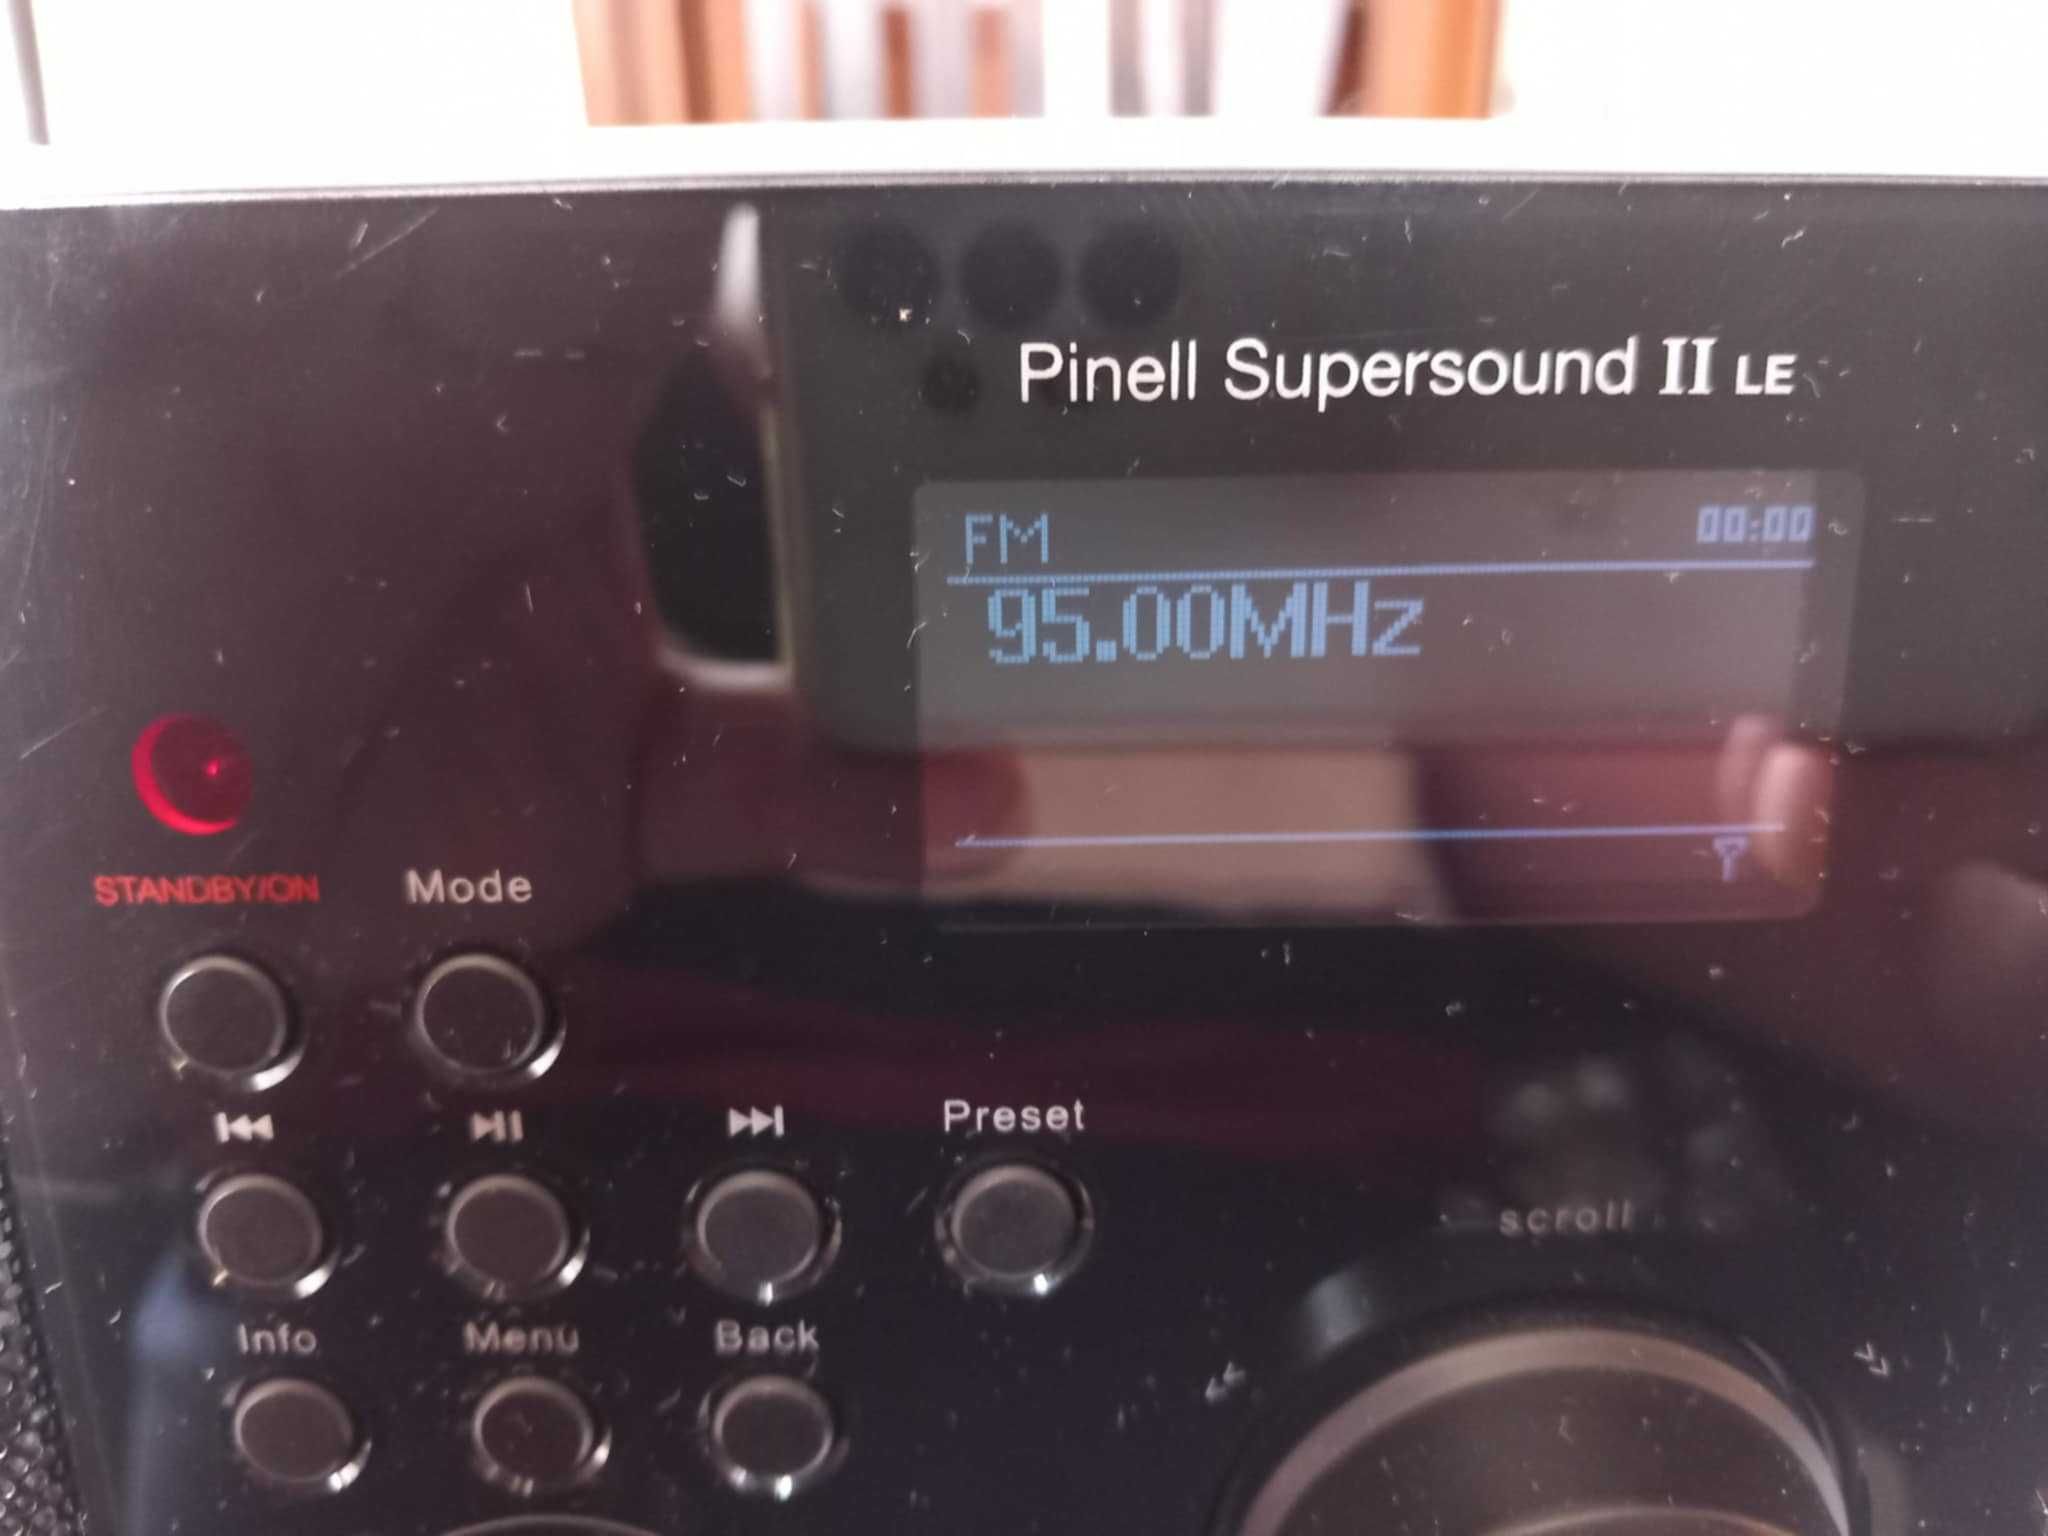 Pinell Supersound II LE
FM 00:00
95.00MHz
STANDBY/ON Mode
Preset
scroll
Info Menu Back